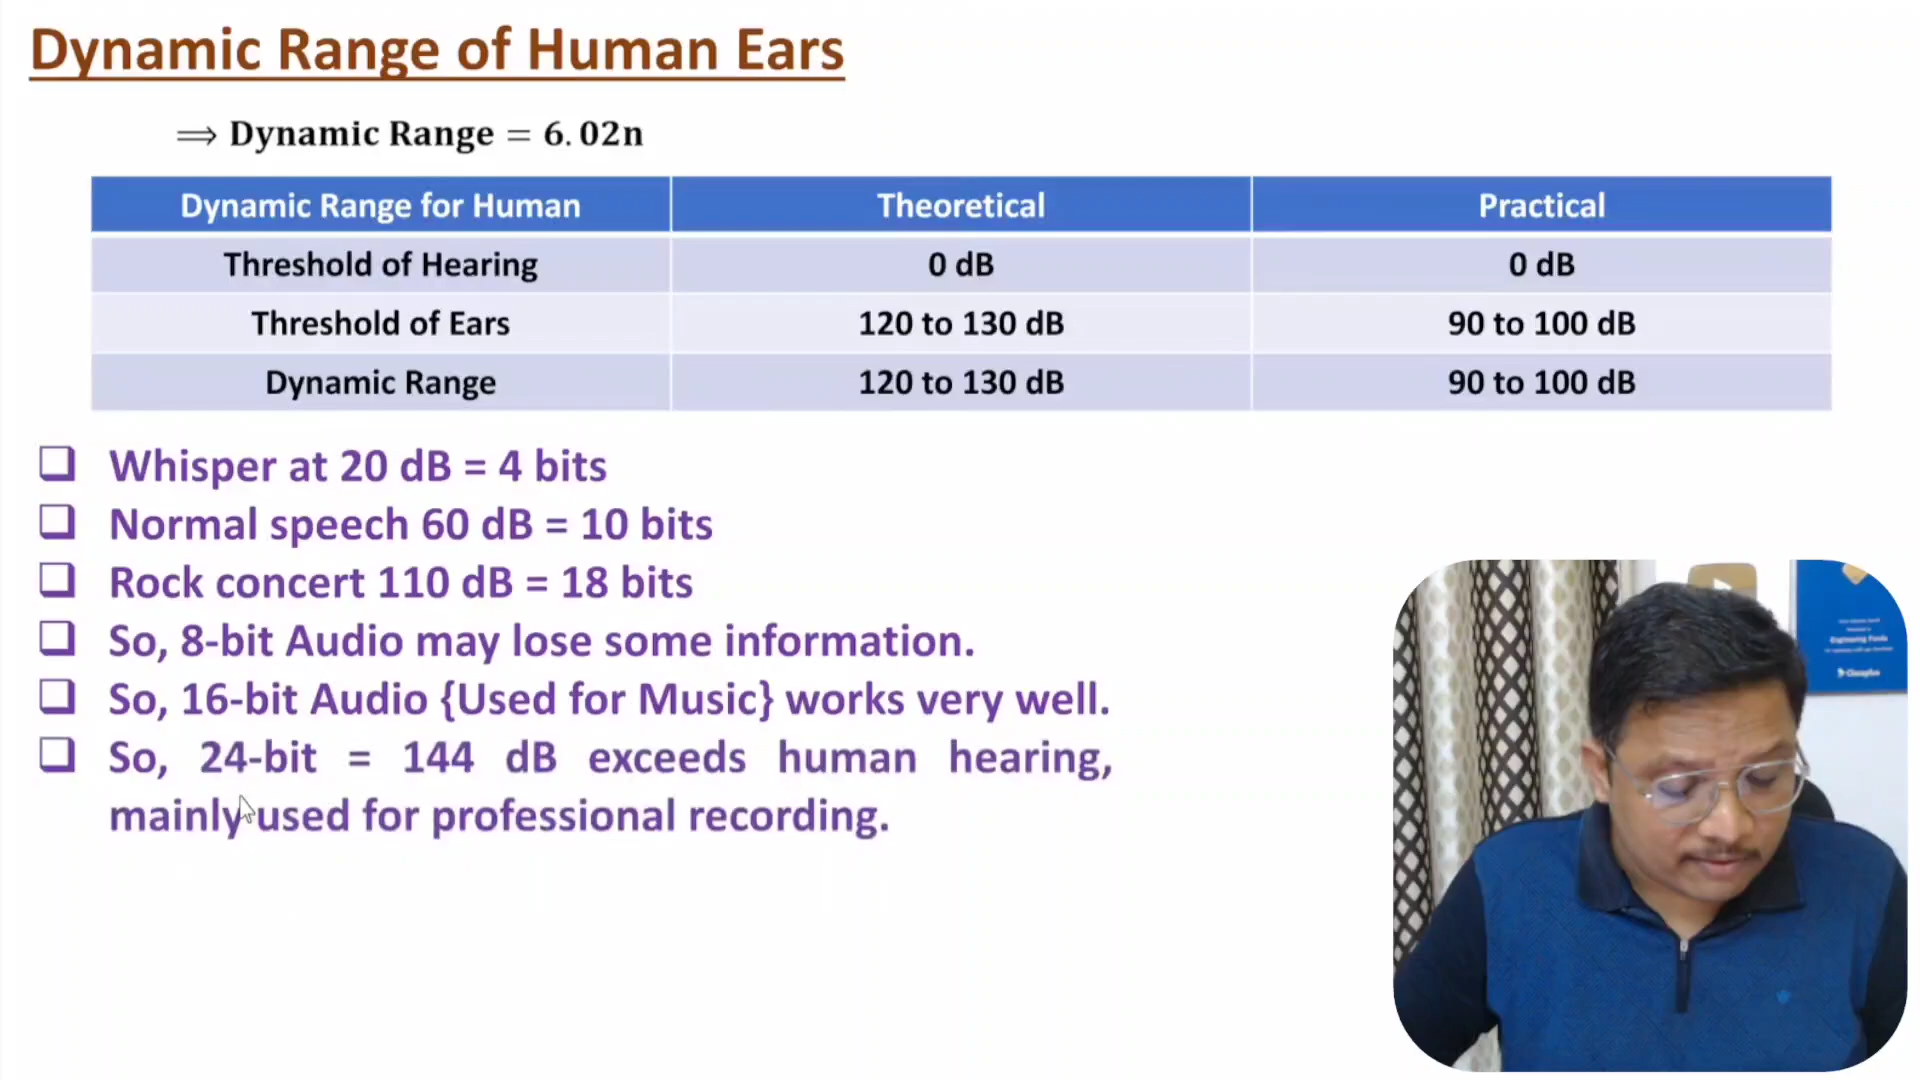 Dynamic Range of Human Ears
⟹ Dynamic Range = 6.02n
Dynamic Range for Human Theoretical Practical
Threshold of Hearing 0 dB 0 dB
Threshold of Ears 120 to 130 dB 90 to 100 dB
Dynamic Range 120 to 130 dB 90 to 100 dB
❑ Whisper at 20 dB = 4 bits
❑ Normal speech 60 dB = 10 bits
❑ Rock concert 110 dB = 18 bits
❑ So, 8-bit Audio may lose some information.
❑ So, 16-bit Audio {Used for Music} works very well.
❑ So, 24-bit = 144 dB exceeds human hearing,
mainly used for professional recording.
Engineering Funda